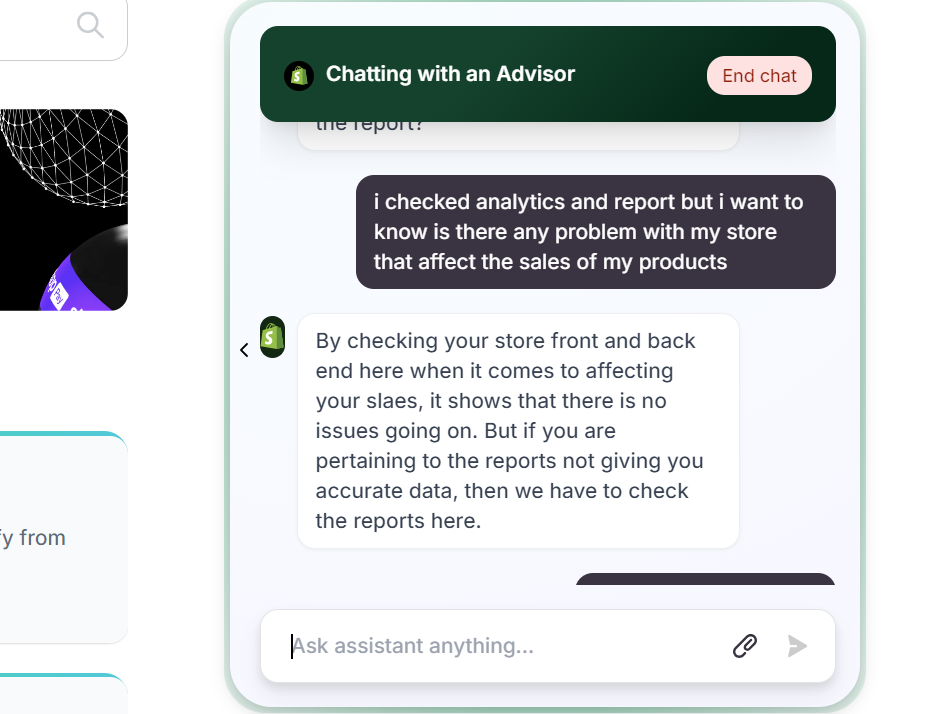 Chatting with an Advisor
End chat
the report?
i checked analytics and report but i want to
know is there any problem with my store
that affect the sales of my products
By checking your store front and back
end here when it comes to affecting
your slaes, it shows that there is no
issues going on. But if you are
pertaining to the reports not giving you
accurate data, then we have to check
the reports here.
Pay
fy from
Ask assistant anything...